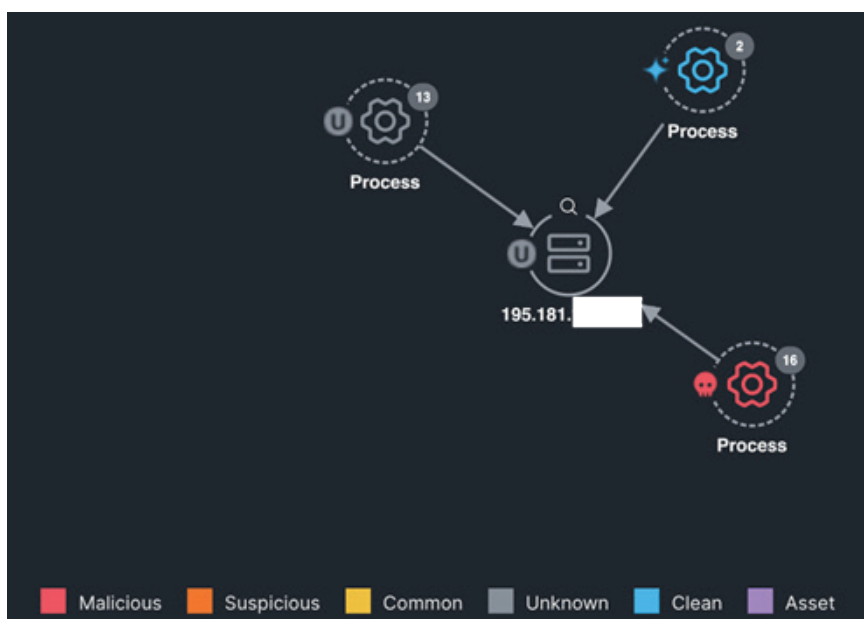 2
13
U
Process
Process
U
195.181.
16
Process
Malicious Suspicious Common Unknown Clean Asset